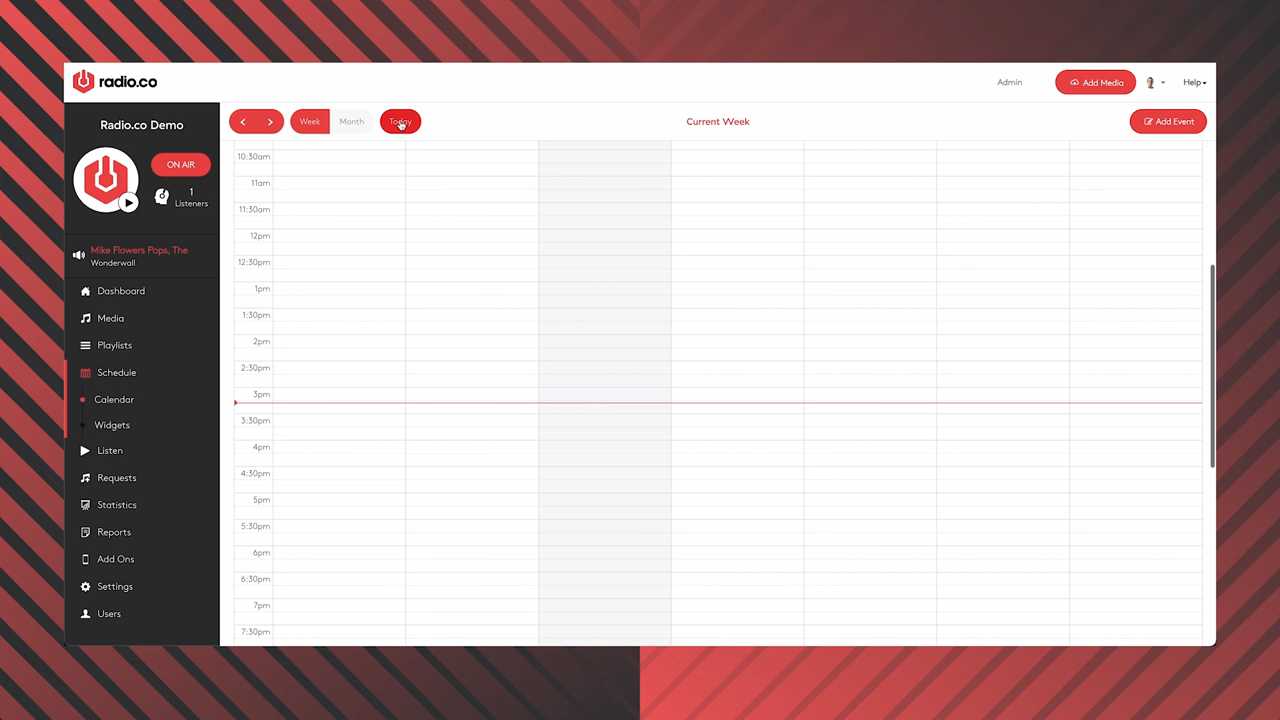 radio.co
Admin
Add Media
Help
Radio.co Demo
ON AIR
1
Listeners
Mike Flowers Pops, The
Wonderwall
Dashboard
Media
Playlists
Schedule
Calendar
Widgets
Listen
Requests
Statistics
Reports
Add Ons
Settings
Users
Week
Month
Today
Current Week
Add Event
10:30am
11am
11:30am
12pm
12:30pm
1pm
1:30pm
2pm
2:30pm
3pm
3:30pm
4pm
4:30pm
5pm
5:30pm
6pm
6:30pm
7pm
7:30pm